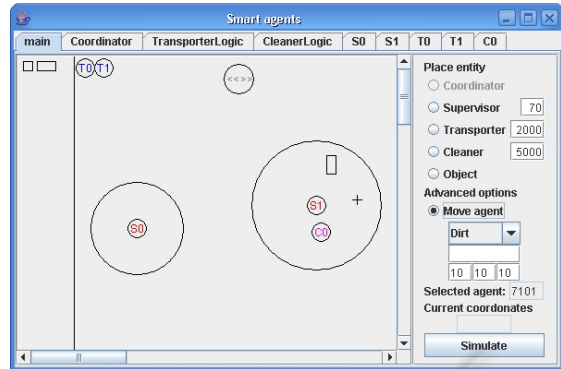 Smart agents
main Coordinator TransporterLogic CleanerLogic S0 S1 T0 T1 C0
T0 T1
<<>>
S0
S1
C0
Place entity
Coordinator
Supervisor 70
Transporter 2000
Cleaner 5000
Object
Advanced options
Move agent
Dirt
10 10 10
Selected agent: 7101
Current coordonates
Simulate